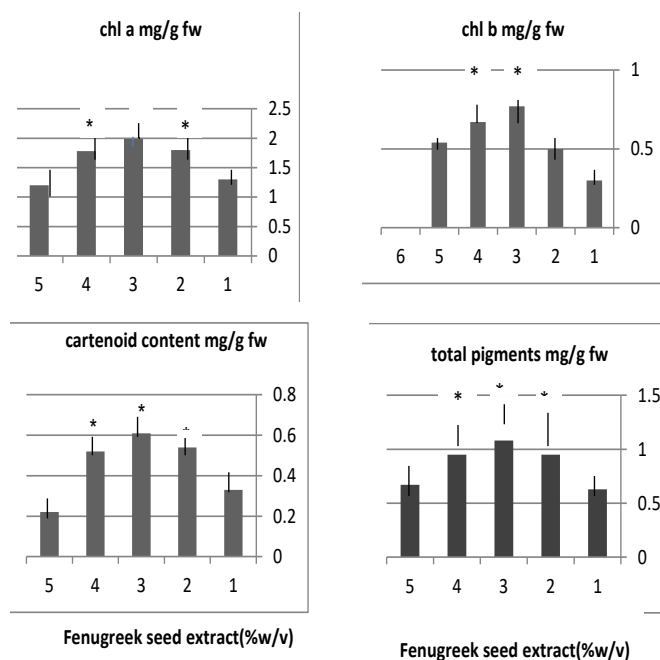 chl a mg/g fw
* *
2.5
2
1.5
1
0.5
0
5 4 3 2 1
chl b mg/g fw
* *
1
0.5
0
6 5 4 3 2 1
cartenoid content mg/g fw
* * *
0.8
0.6
0.4
0.2
0
5 4 3 2 1
Fenugreek seed extract(%w/v)
total pigments mg/g fw
* * *
1.5
1
0.5
0
5 4 3 2 1
Fenugreek seed extract(%w/v)